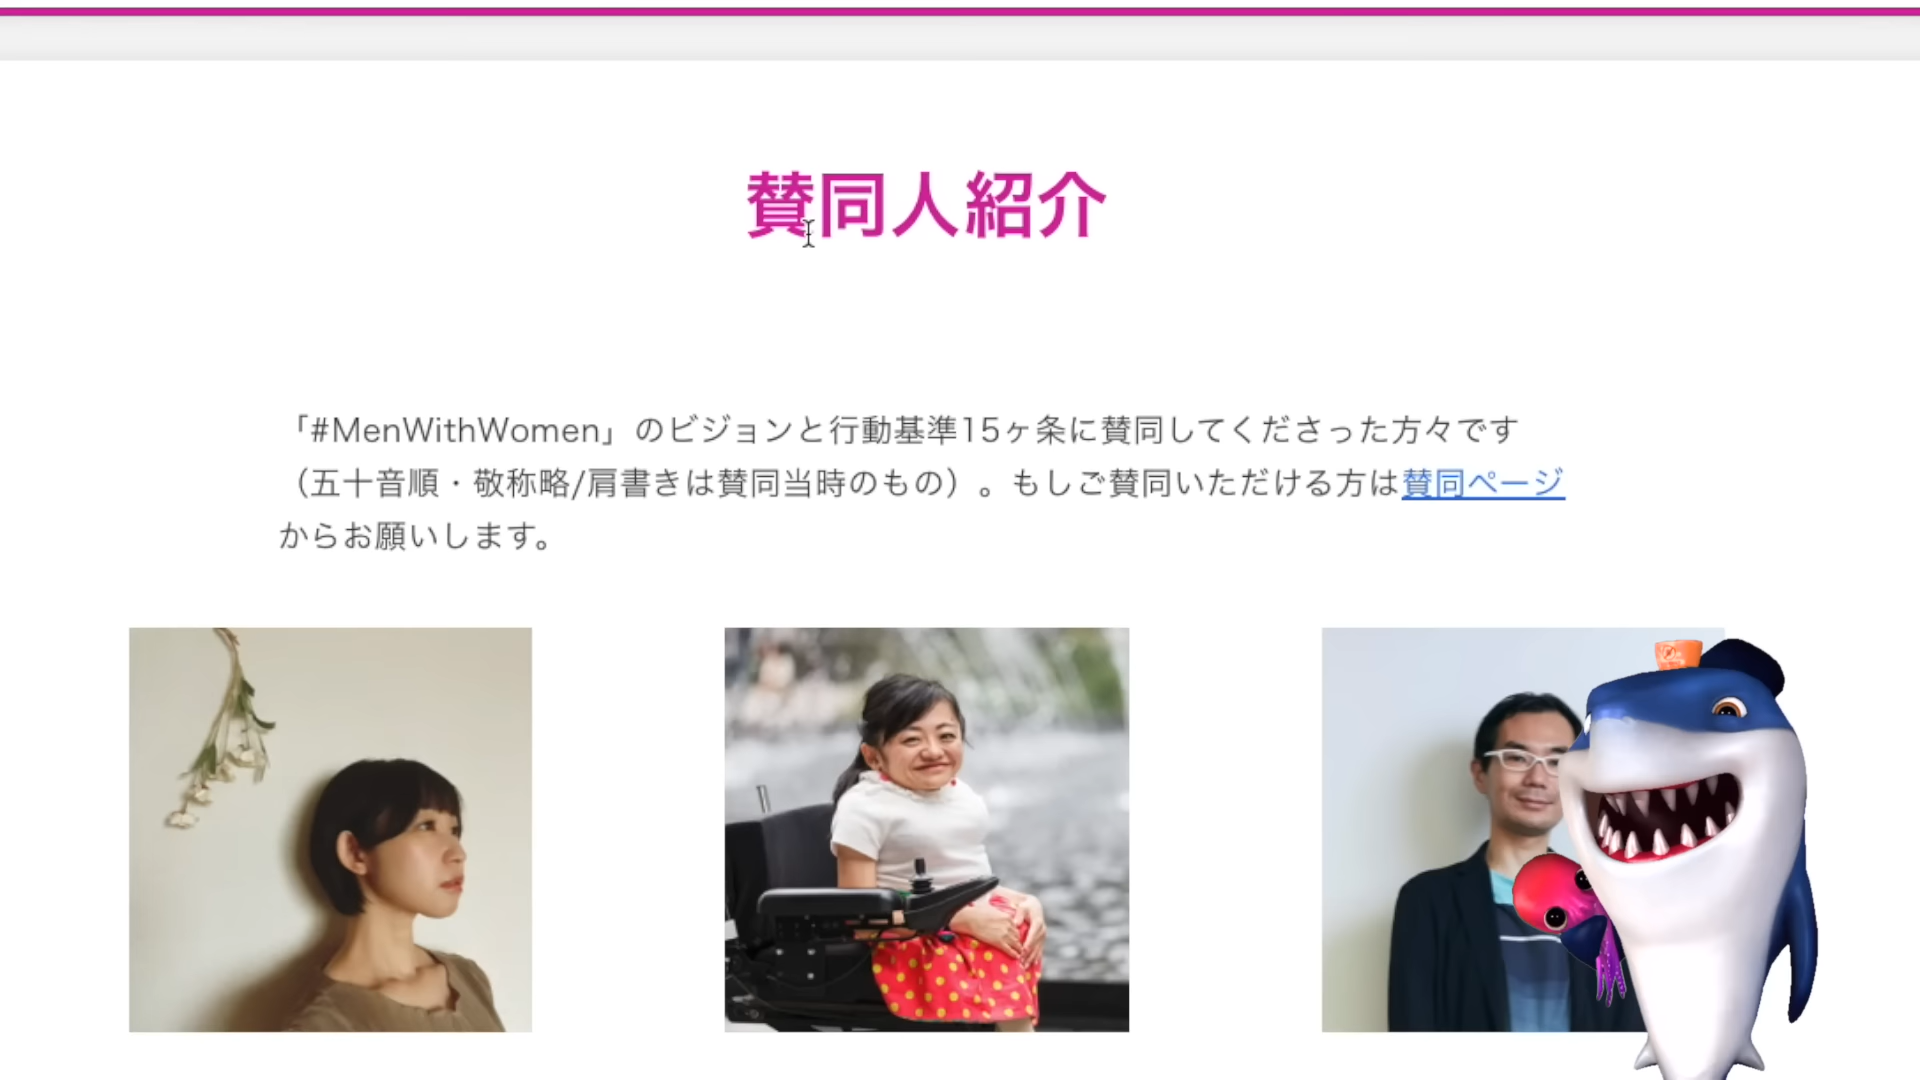 賛同人紹介
「#MenWithWomen」のビジョンと行動基準15ヶ条に賛同してくださった方々です
（五十音順・敬称略/肩書きは賛同当時のもの）。もしご賛同いただける方は賛同ページ
からお願いします。